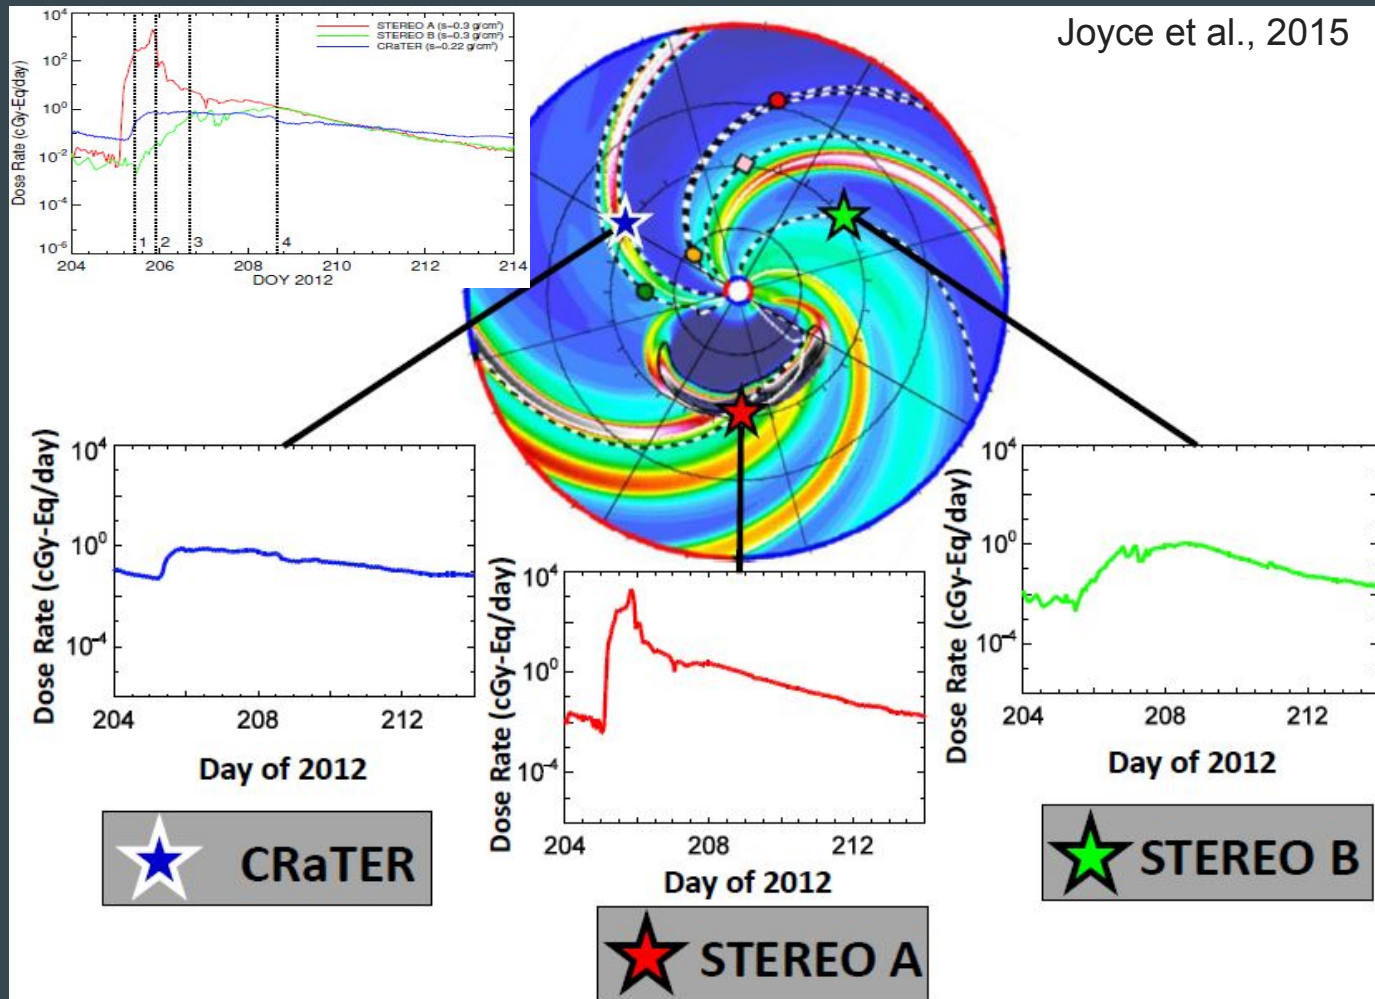 Joyce et al., 2015
STEREO A (s~0.3 g/cm²)
STEREO B (s~0.3 g/cm²)
CRaTER (s~0.22 g/cm²)
Dose Rate (cGy-Eq/day)
10⁴
10²
10⁰
10⁻²
10⁻⁴
10⁻⁶
1 2 3 4
204 206 208 210 212 214
DOY 2012
Dose Rate (cGy-Eq/day)
10⁴
10⁰
10⁻⁴
204 208 212
Day of 2012
CRaTER
Dose Rate (cGy-Eq/day)
10⁴
10⁰
10⁻⁴
204 208 212
Day of 2012
STEREO A
Dose Rate (cGy-Eq/day)
10⁴
10⁰
10⁻⁴
204 208 212
Day of 2012
STEREO B